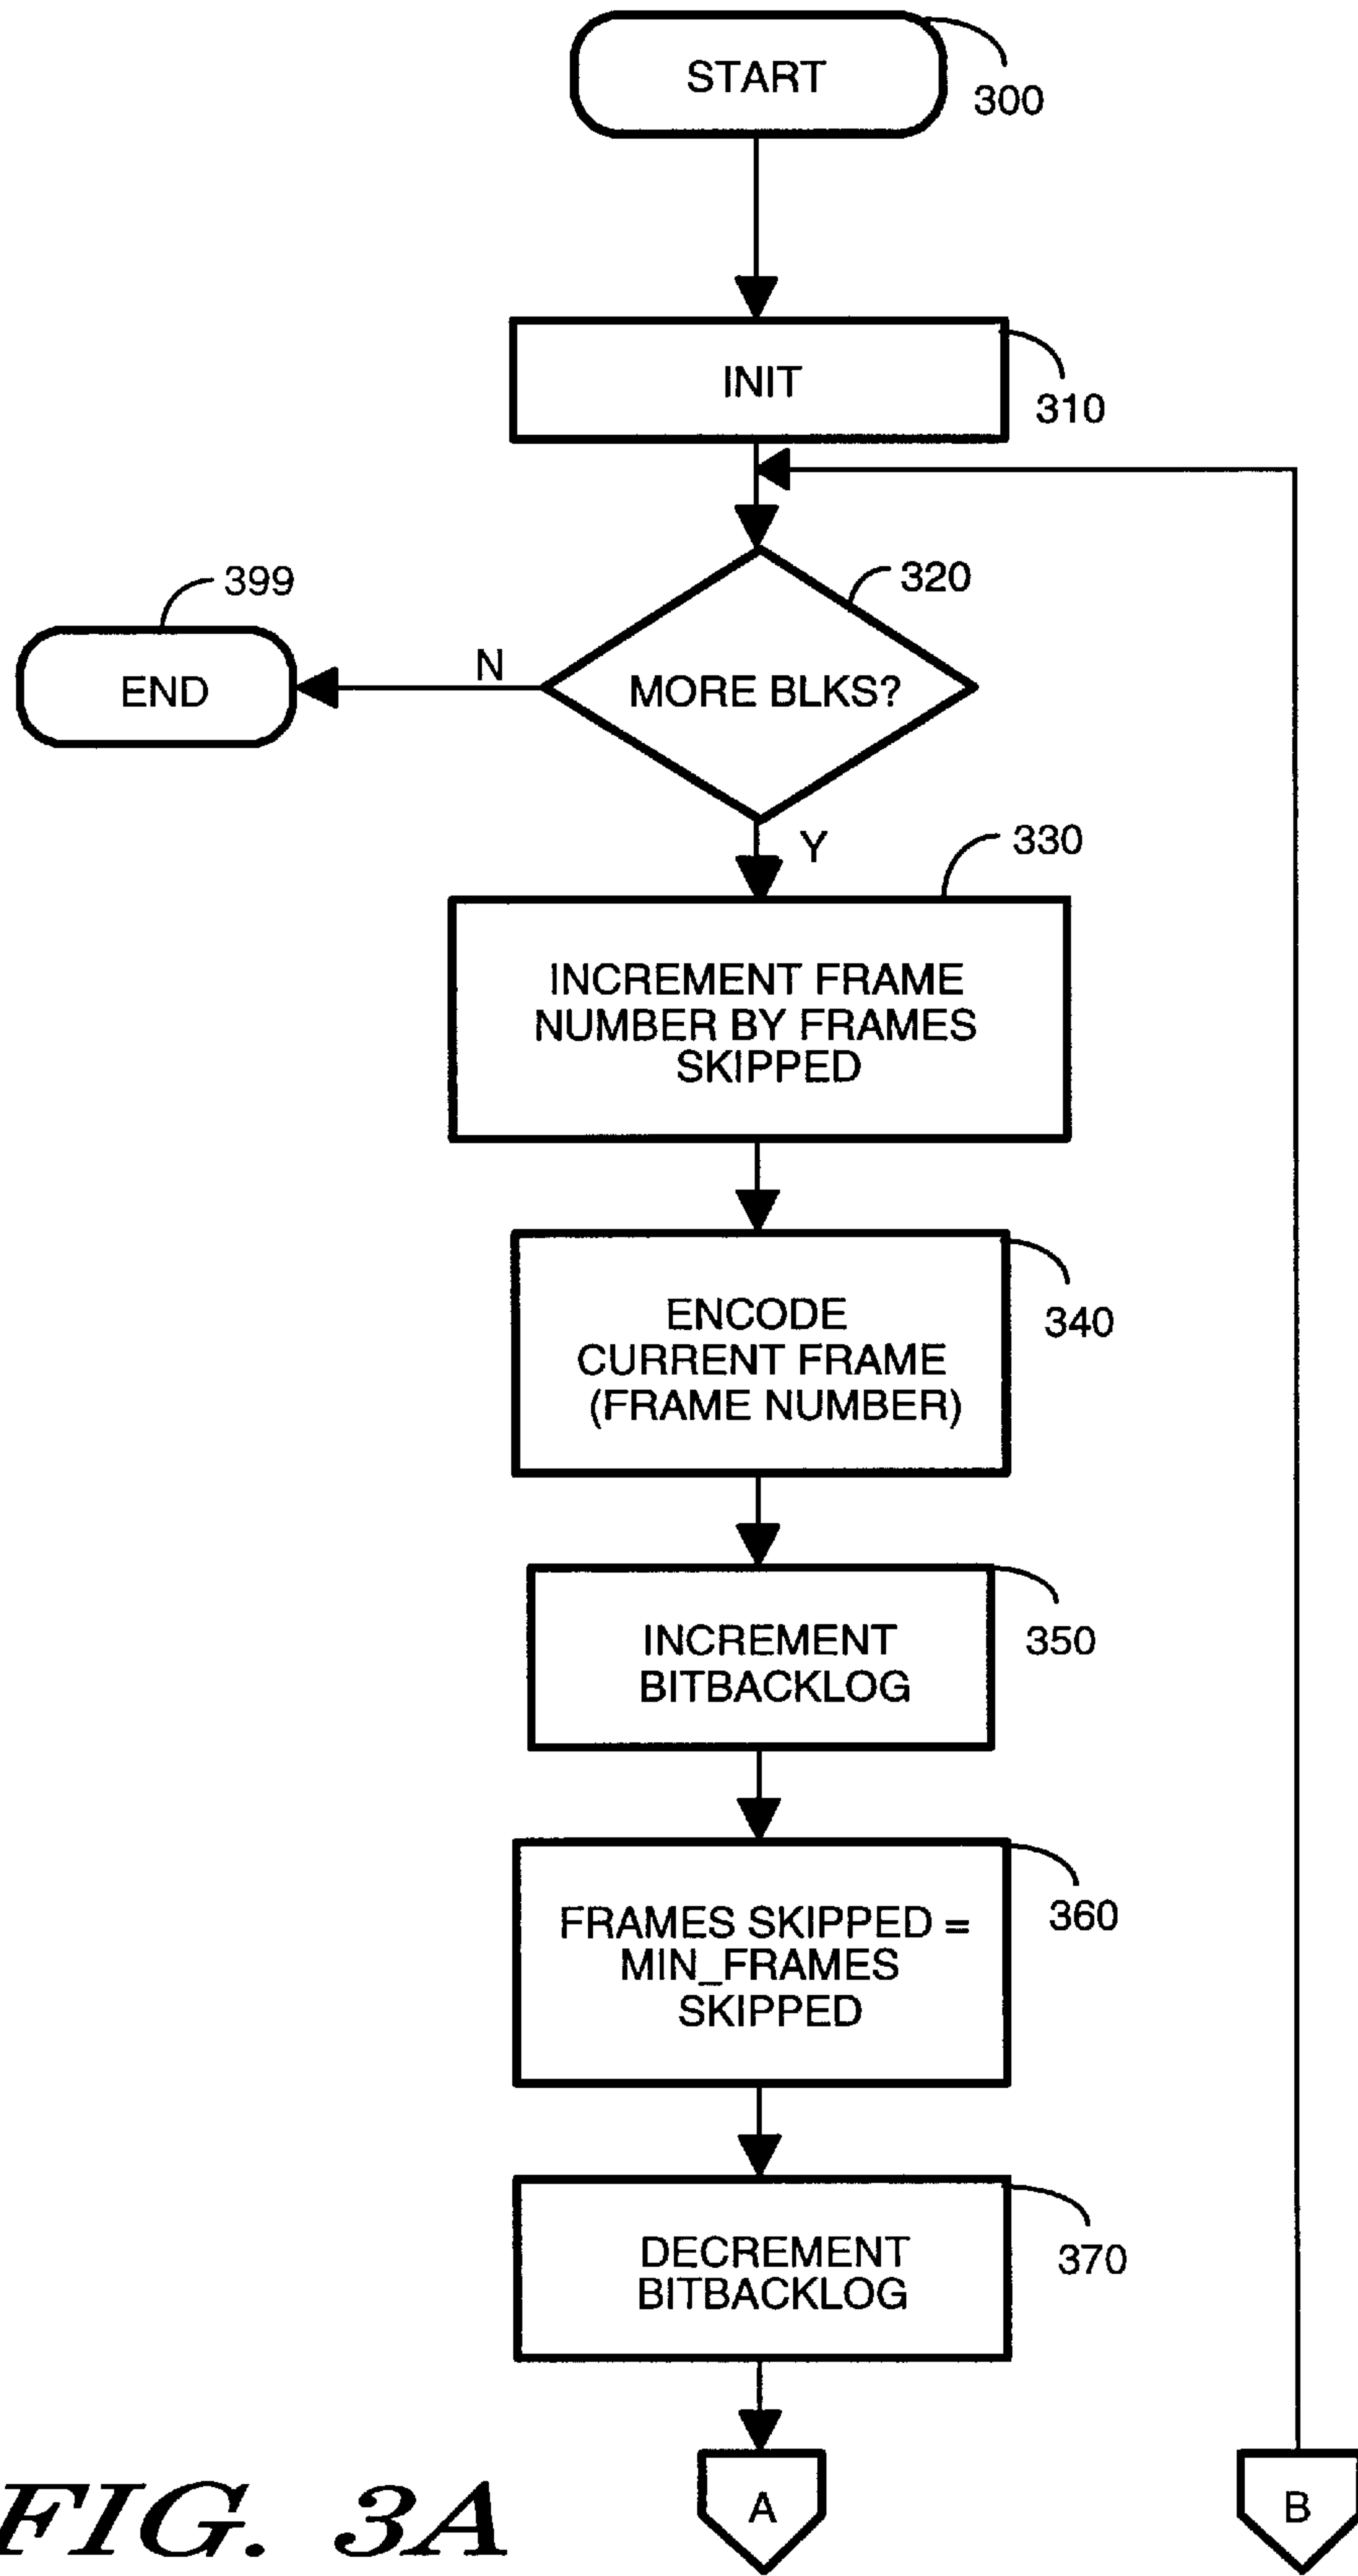 START
300
INIT
310
399
320
END
N
MORE BLKS?
Y
330
INCREMENT FRAME
NUMBER BY FRAMES
SKIPPED
340
ENCODE
CURRENT FRAME
(FRAME NUMBER)
350
INCREMENT
BITBACKLOG
360
FRAMES SKIPPED =
MIN_FRAMES
SKIPPED
370
DECREMENT
BITBACKLOG
A
B
FIG. 3A